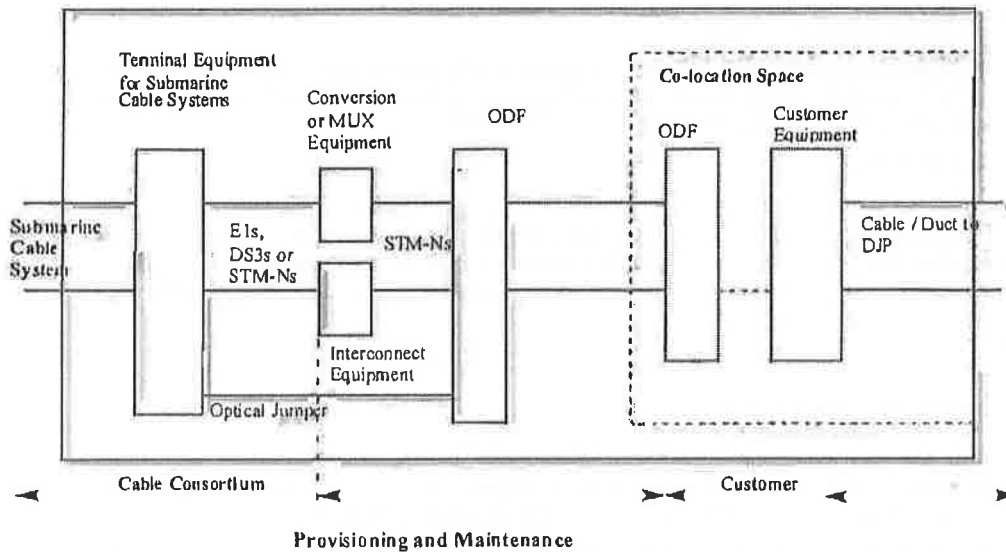 Terminal Equipment
for Submarine
Cable Systems
Conversion
or MUX
Equipment
ODF
Co-location Space
ODF
Customer
Equipment
Submarine
Cable
System
E1s,
DS3s or
STM-Ns
STM-Ns
Cable / Duct to
DJP
Interconnect
Equipment
Optical Jumper
Cable Consortium
Customer
Provisioning and Maintenance